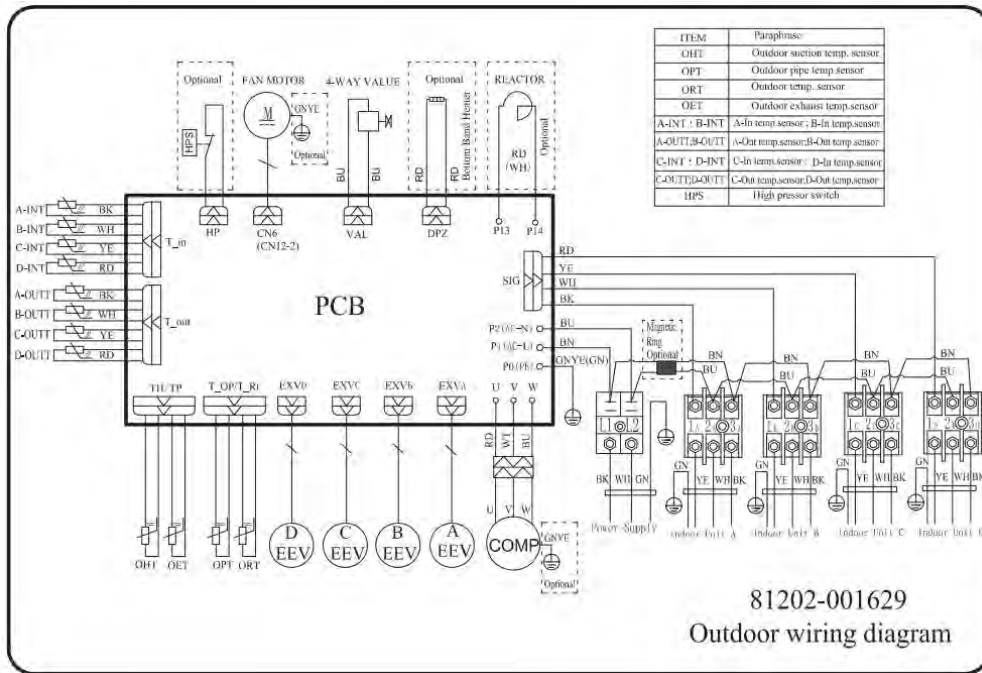 ITEM Paraphrase
OHT Outdoor suction temp. sensor
OPT Outdoor pipe temp.sensor
ORT Outdoor temp. sensor
OET Outdoor exhaust temp.sensor
A-INT ; B-INT A-In temp.sensor ; B-In temp.sensor
A-OUTT;B-OUTT A-Out temp.sensor;B-Out temp.sensor
C-INT ; D-INT C-In temp.sensor ; D-In temp.sensor
C-OUTT;D-OUTT C-Out temp.sensor;D-Out temp.sensor
HPS High pressor switch
Optional
FAN MOTOR
4-WAY VALUE
Optional
REACTOR
HPS
M
GNYE
Optional
BU
BU
RD
RD
Bottom Band Heater
RD
(WH)
Optional
HP
CN6
(CN12-2)
VAL
DPZ
P13
P14
A-INT BK
B-INT WH
C-INT YE
D-INT RD
T_in
A-OUTT BK
B-OUTT WH
C-OUTT YE
D-OUTT RD
T_out
PCB
SIG
RD
YE
WH
BK
P2(AC-N) BU
P1(AC-L) BN
P0(PE) GNYE(GN)
Magnetic
Ring
Optional
BN
BU
BN
BU
BN
BU
T_OP/T_Ri
EXVD
EXVC
EXVB
EXVA
U V W
RD
WT
BU
U V W
COMP
GNYE
Optional
D
EEV
C
EEV
B
EEV
A
EEV
OHT
OET
OPT
ORT
L1 L2
BK WH GN
Power-Supply
GN
YE WH BK
Indoor Unit A
GN
YE WH BK
Indoor Unit B
GN
YE WH BK
Indoor Unit C
GN
YE WH BK
Indoor Unit
81202-001629
Outdoor wiring diagram